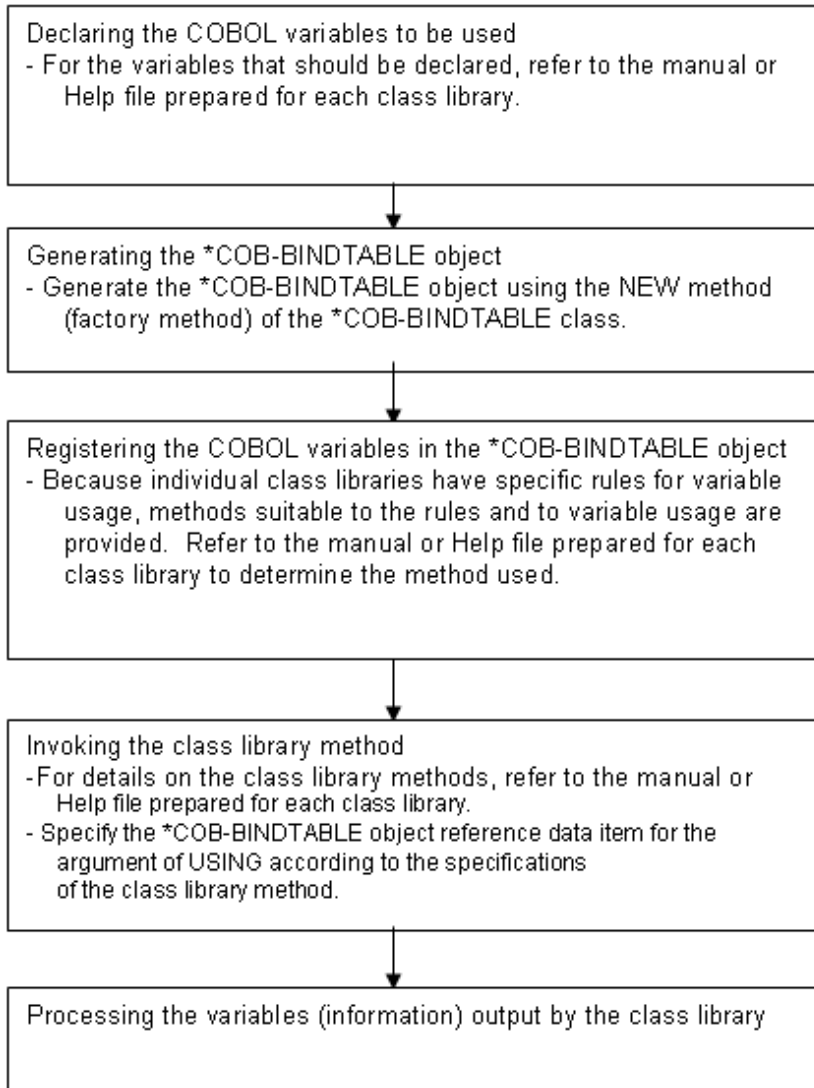 Declaring the COBOL variables to be used
- For the variables that should be declared, refer to the manual or
Help file prepared for each class library.
Generating the *COB-BINDTABLE object
- Generate the *COB-BINDTABLE object using the NEW method
(factory method) of the *COB-BINDTABLE class.
Registering the COBOL variables in the *COB-BINDTABLE object
- Because individual class libraries have specific rules for variable
usage, methods suitable to the rules and to variable usage are
provided.  Refer to the manual or Help file prepared for each
class library to determine the method used.
Invoking the class library method
-For details on the class library methods, refer to the manual or
Help file prepared for each class library.
- Specify the *COB-BINDTABLE object reference data item for the
argument of USING according to the specifications
of the class library method.
Processing the variables (information) output by the class library